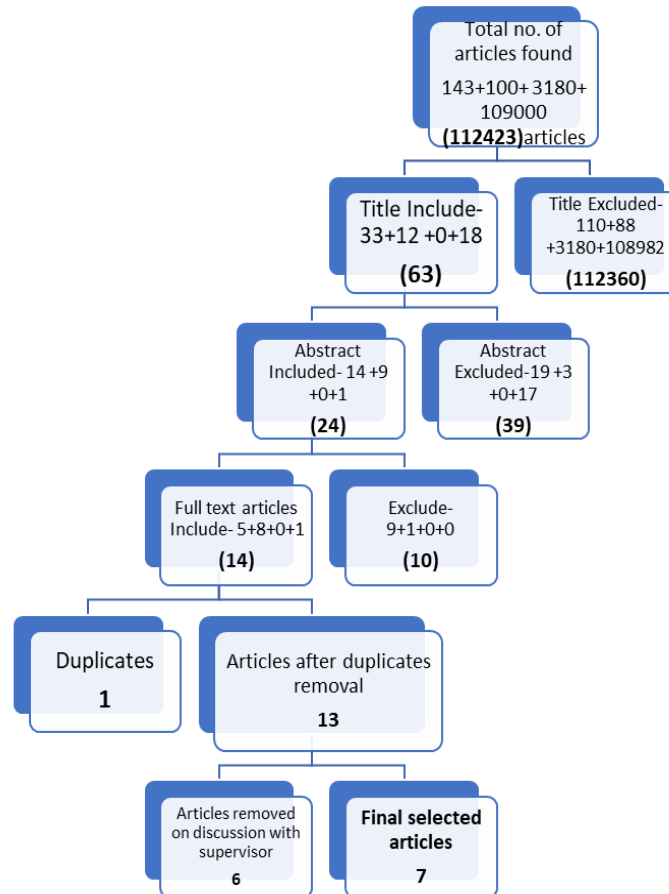 Total no. of
articles found
143+100+ 3180+
109000
(112423)articles
Title Include-
33+12 +0+18
(63)
Title Excluded-
110+88
+3180+108982
(112360)
Abstract
Included- 14 +9
+0+1
(24)
Abstract
Excluded-19 +3
+0+17
(39)
Full text articles
Include- 5+8+0+1
(14)
Exclude-
9+1+0+0
(10)
Duplicates
1
Articles after duplicates
removal
13
Articles removed
on discussion with
supervisor
6
Final selected
articles
7